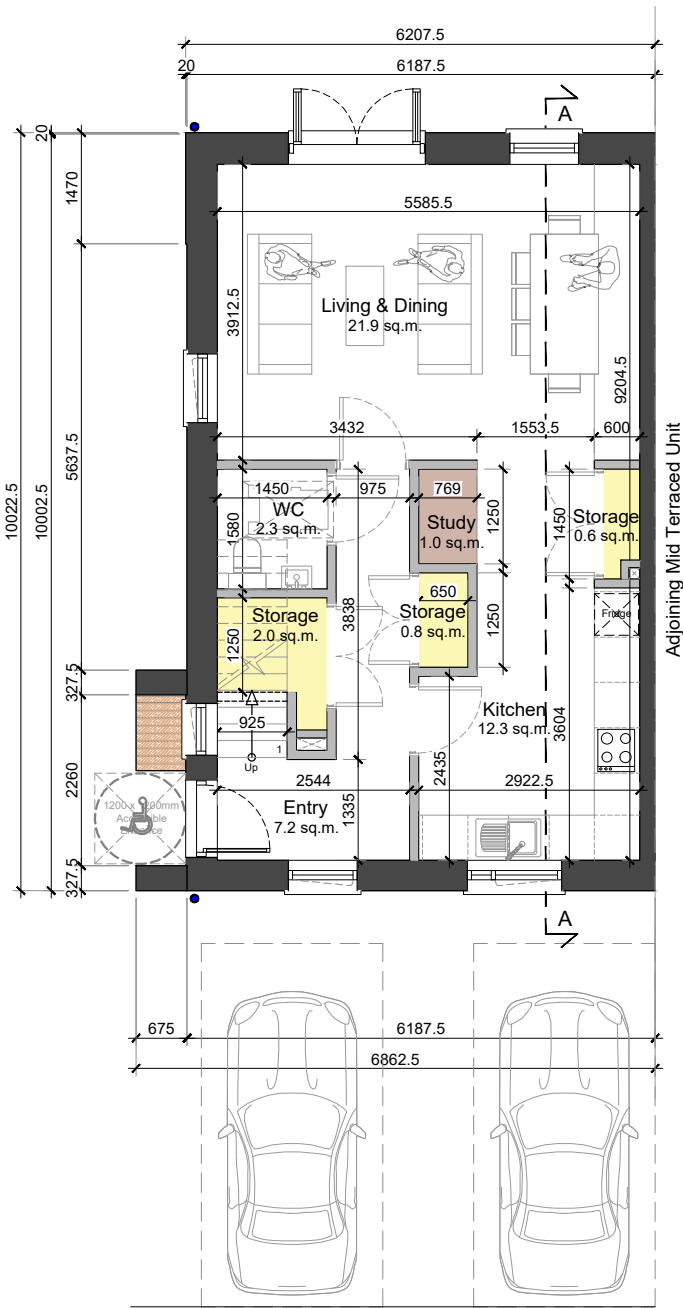 6207.5
20
6187.5
A
20
1470
5585.5
3912.5
Living & Dining
21.9 sq.m.
9204.5
3432
1553.5
600
10022.5
10002.5
5637.5
1450
975
769
WC
2.3 sq.m.
1580
Study
1.0 sq.m.
1250
1450
Storage
0.6 sq.m.
Adjoining Mid Terraced Unit
650
Storage
2.0 sq.m.
1250
3838
Storage
0.8 sq.m.
1250
Fridge
327.5
925
1
Up
Kitchen
12.3 sq.m.
3604
2435
2260
2544
2922.5
1200 x 1200mm
Entry
7.2 sq.m.
1335
327.5
A
675
6187.5
6862.5